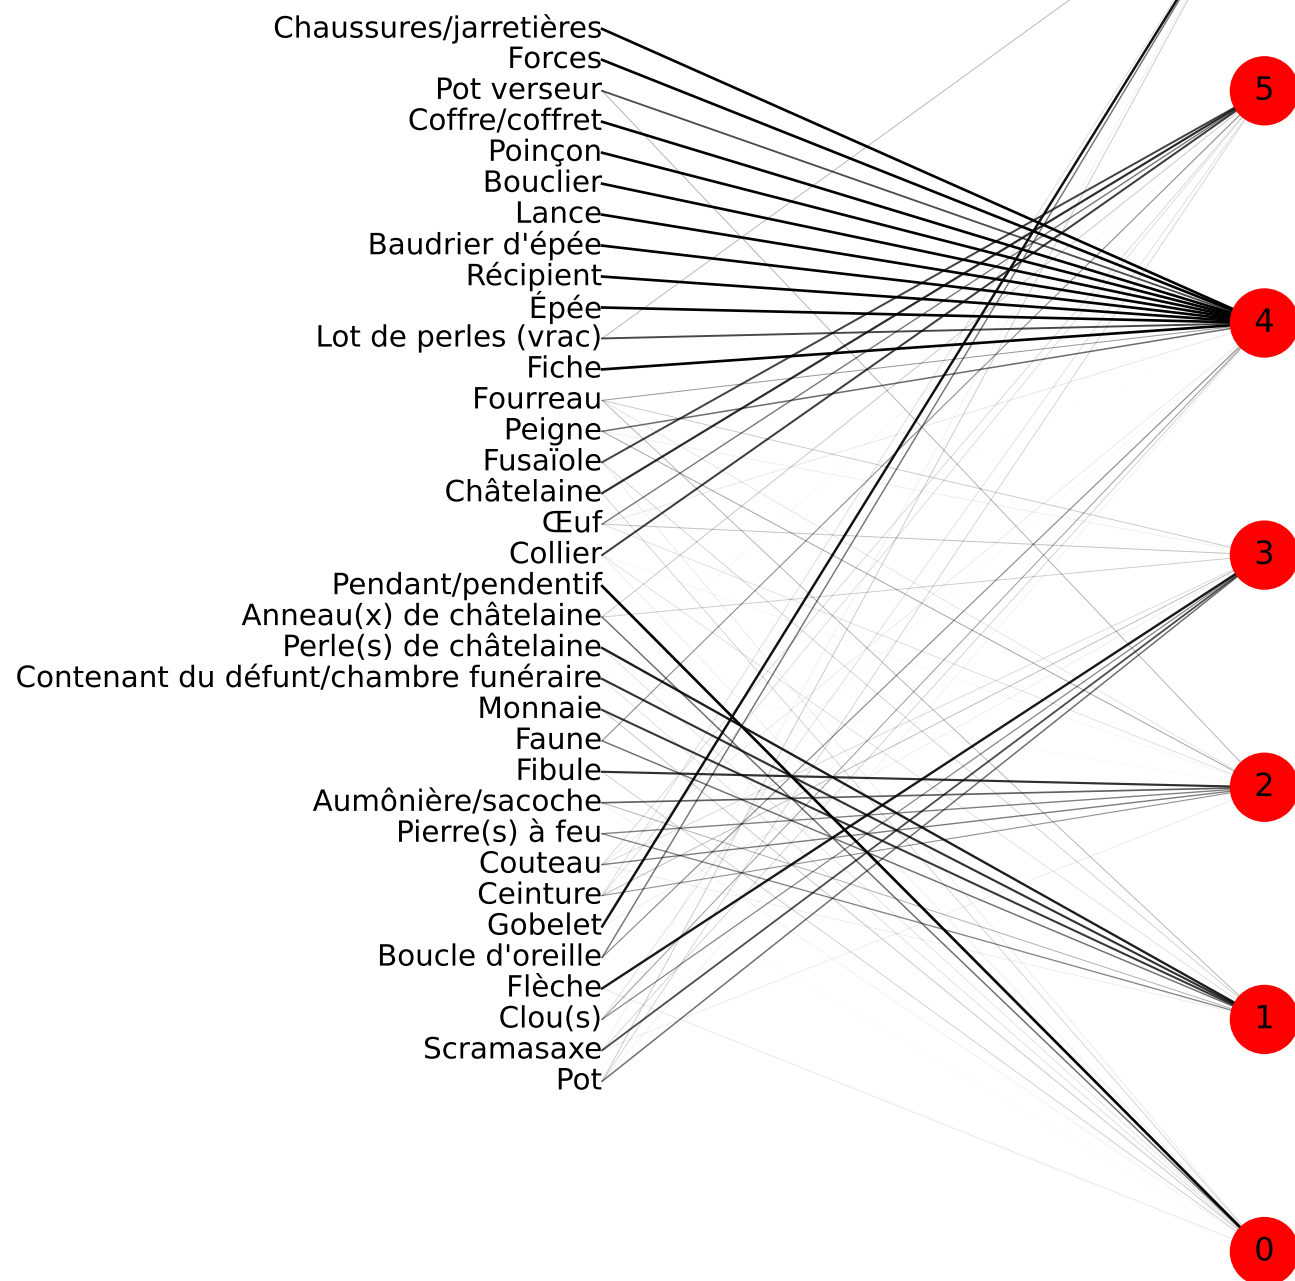 Chaussures/jarretières
Forces
Pot verseur
5
Coffre/coffret
Poinçon
Bouclier
Lance
Baudrier d'épée
Récipient
Épée
4
Lot de perles (vrac)
Fiche
Fourreau
Peigne
Fusaïole
Châtelaine
Œuf
Collier
3
Pendant/pendentif
Anneau(x) de châtelaine
Perle(s) de châtelaine
Contenant du défunt/chambre funéraire
Monnaie
Faune
Fibule
2
Aumônière/sacoche
Pierre(s) à feu
Couteau
Ceinture
Gobelet
Boucle d'oreille
Flèche
Clou(s)
1
Scramasaxe
Pot
0